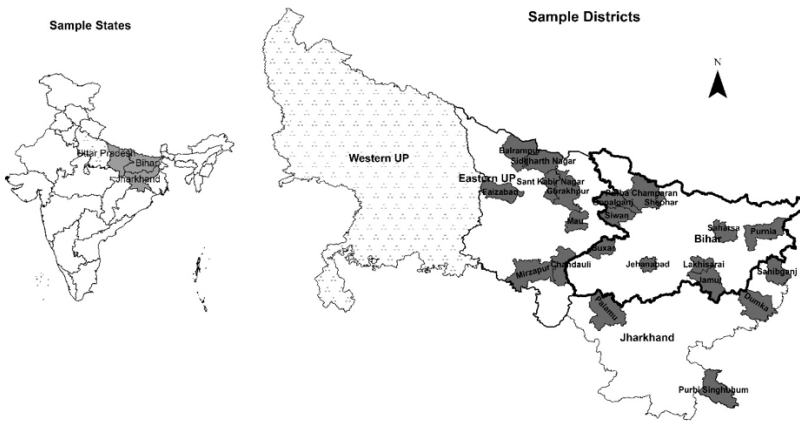 Sample States
Sample Districts
N
Uttar Pradesh
Bihar
Jharkhand
Western UP
Eastern UP
Balrampur
Siddharth Nagar
Sant Kabir Nagar
Faizabad
Gorakhpur
Mau
Mirzapur
Chandauli
Purba Champaran
Sheohar
Gopalganj
Siwan
Buxas
Bihar
Saharsa
Purnia
Jehanabad
Lakhisarai
Jamui
Sahibganj
Dumka
Palamu
Jharkhand
Purbi Singhbhum